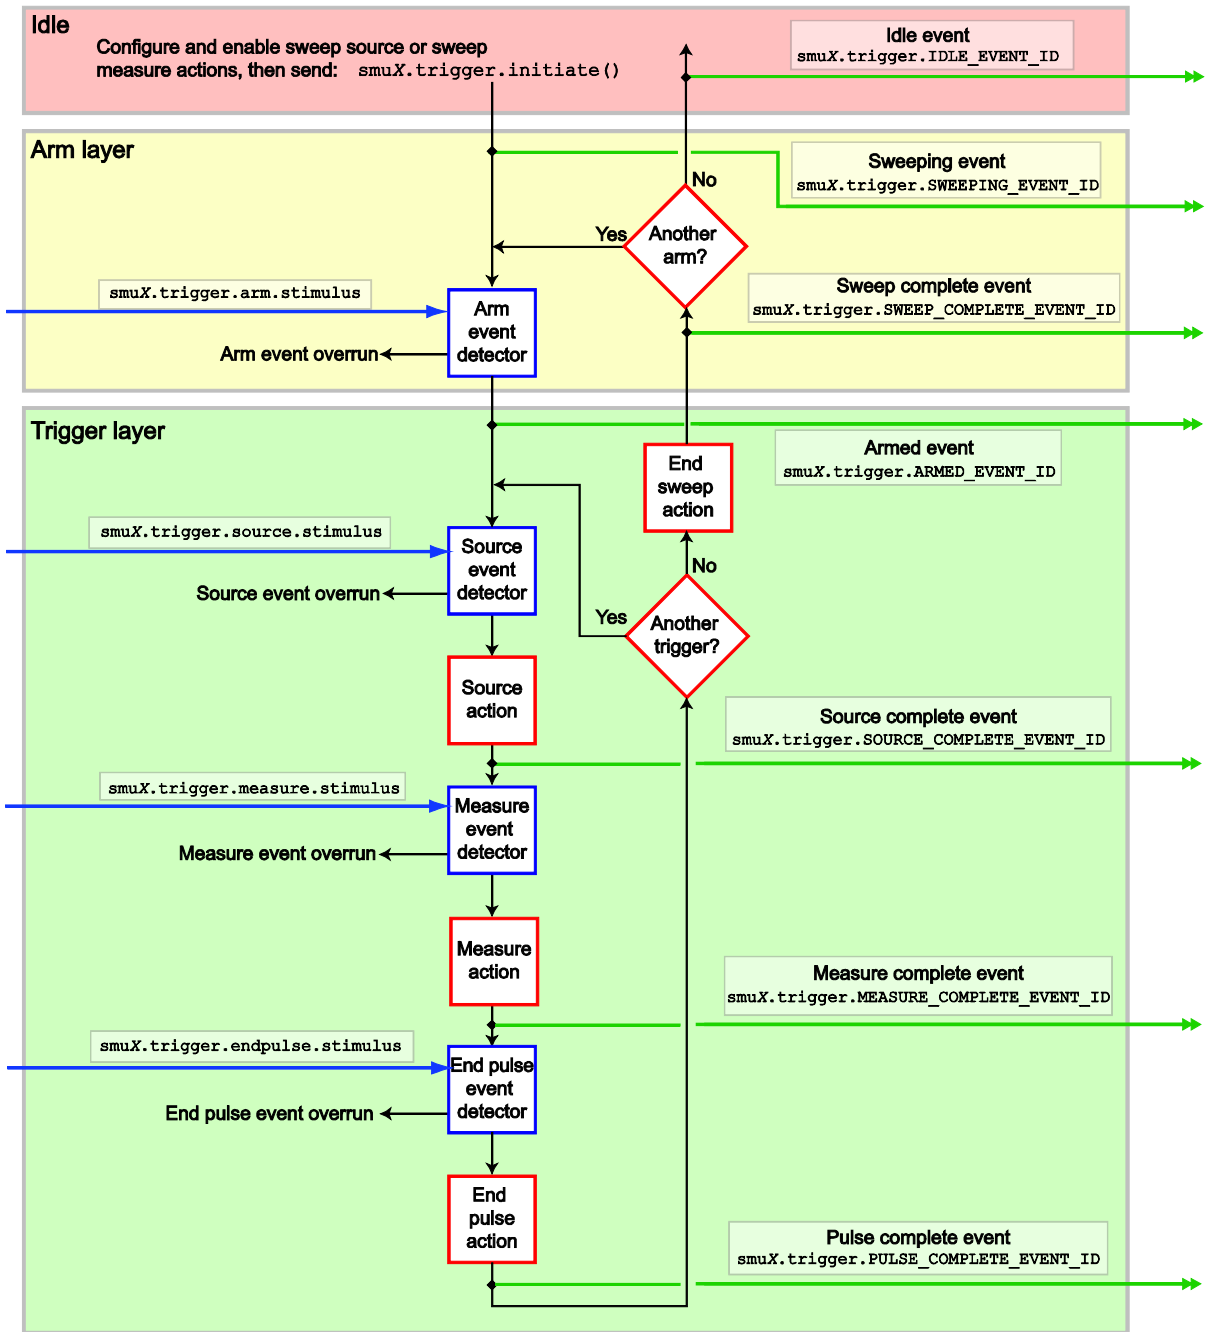 Idle
Configure and enable sweep source or sweep
measure actions, then send: smuX.trigger.initiate()
Idle event
smuX.trigger.IDLE_EVENT_ID
Arm layer
No
Sweeping event
smuX.trigger.SWEEPING_EVENT_ID
Yes
Another
arm?
smuX.trigger.arm.stimulus
Arm
event
detector
Arm event overrun
Sweep complete event
smuX.trigger.SWEEP_COMPLETE_EVENT_ID
Trigger layer
Armed event
smuX.trigger.ARMED_EVENT_ID
End
sweep
action
smuX.trigger.source.stimulus
Source
event
detector
Source event overrun
No
Yes
Another
trigger?
Source
action
Source complete event
smuX.trigger.SOURCE_COMPLETE_EVENT_ID
smuX.trigger.measure.stimulus
Measure
event
detector
Measure event overrun
Measure
action
Measure complete event
smuX.trigger.MEASURE_COMPLETE_EVENT_ID
smuX.trigger.endpulse.stimulus
End pulse
event
detector
End pulse event overrun
End
pulse
action
Pulse complete event
smuX.trigger.PULSE_COMPLETE_EVENT_ID